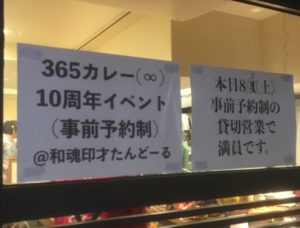 365カレー(∞)
10周年イベント
(事前予約制)
@和魂印才たんどーる
本日8/1(土)
事前予約制の
貸切営業で
満員です。